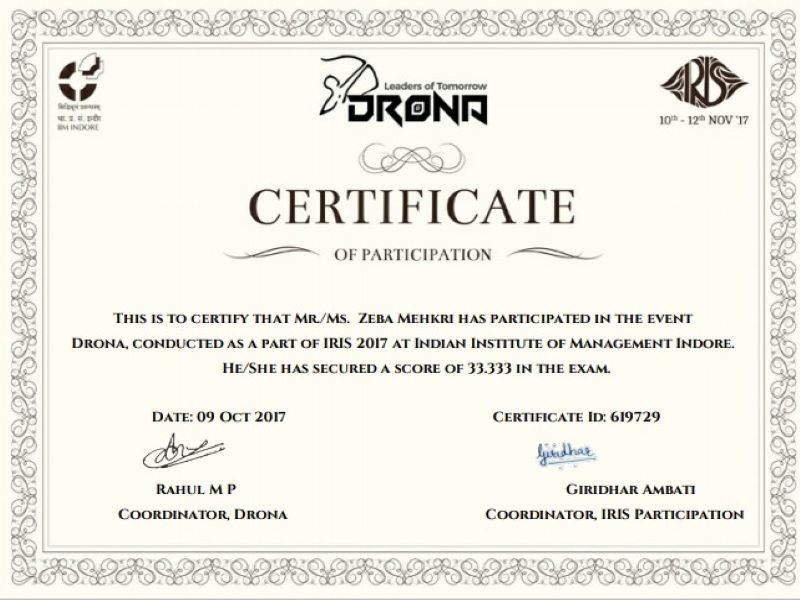 Leaders of Tomorrow
DRONA
IRIS
भा. प्र. सं. इन्दौर
IIM INDORE
10th - 12th NOV '17
CERTIFICATE
OF PARTICIPATION
THIS IS TO CERTIFY THAT MR./MS. ZEBA MEHKRI HAS PARTICIPATED IN THE EVENT
DRONA, CONDUCTED AS A PART OF IRIS 2017 AT INDIAN INSTITUTE OF MANAGEMENT INDORE.
HE/SHE HAS SECURED A SCORE OF 33.333 IN THE EXAM.
DATE: 09 OCT 2017 CERTIFICATE ID: 619729
Giridhar
RAHUL M P GIRIDHAR AMBATI
COORDINATOR, DRONA COORDINATOR, IRIS PARTICIPATION